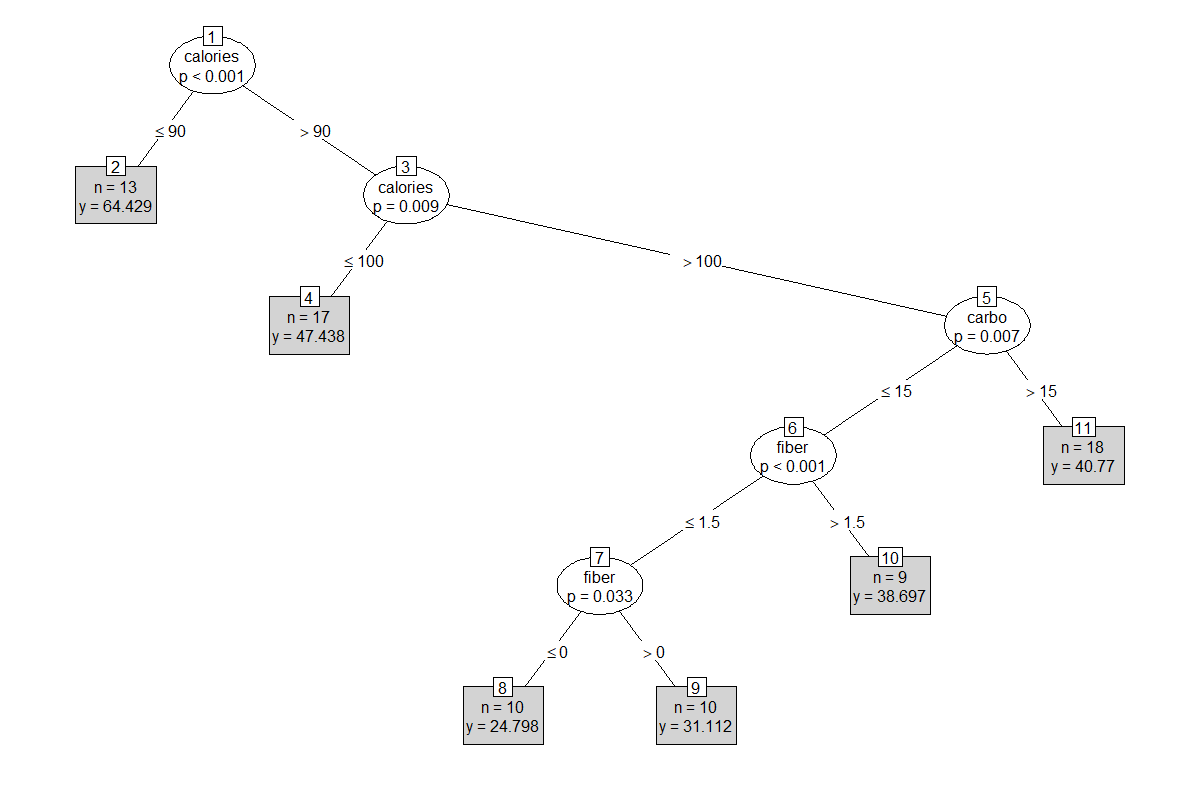 1
calories
p < 0.001
≤ 90
> 90
2
n = 13
y = 64.429
3
calories
p = 0.009
≤ 100
> 100
4
n = 17
y = 47.438
5
carbo
p = 0.007
≤ 15
> 15
6
fiber
p < 0.001
11
n = 18
y = 40.77
≤ 1.5
> 1.5
7
fiber
p = 0.033
10
n = 9
y = 38.697
≤ 0
> 0
8
n = 10
y = 24.798
9
n = 10
y = 31.112